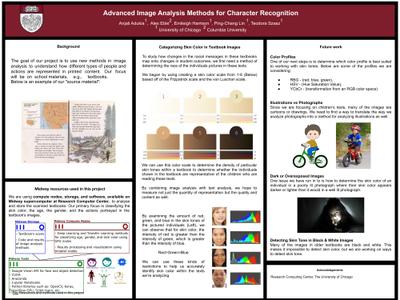 Advanced Image Analysis Methods for Character Recognition
Anjali Adukia
Alex Eble
Emileigh Harrison
Teodora Szasz
University of Chicago
Columbia University
Background
The goal of our project is to use new methods in image
analysis to understand how different types of people and
actions are represented in printed content. Our focus
will be on school materials, e.g., textbooks.
Below is an example of our "source material":
Midway resources used in this project
We are using compute nodes, storage, and software, available on
Midway supercomputer at Research Computer Center, to analyze
and store the scanned textbooks. Our primary focus is identifying the
skin color, the age, the gender, and the actions portrayed in the
textbook's images.
Categorizing Skin Color in Textbook Images
To study how changes in the racial messages in these textbooks
may solo changes in student outcomes, we first need a method of
determining the race of the individuals pictures in these texts.
We began by using creating a skin color scale from 1-6 (Below)
based off of the Fitzpatrick scale and the von Luschan scale.
We can use this color scale to determine the density of particular
skin tones within a textbook to determine whether the individuals
shown in the textbook are representative of the children who are
reading these texts.
By combining image analysis with text analysis, we hope to
measure not just the quantity of representation but the quality and
content as well.
By examining the amount of red,
green, and blue in the skin tones of
the pictured individuals (Left), we
can observe that for skin color, the
intensity of red is greater than the
intensity of green, which is greater
than the intensity of blue.
Red>Green>Blue
We can use these kinds of
heuristics to help us accurately
identify skin color within the texts
we're analyzing.
Future work
Color Profiles
One of our next steps is to determine which color profile is best suited
to working with skin tones. Below are some of the profiles we are
considering:
RBG - (red, blue, green),
HSV - (Hue Saturation Value)
YCbCr - (transformation from an RGB color space)
Illustrations vs Photographs
Since we are focusing on children's texts, many of the images are
cartoons or drawings. We need to find a way to translate the way we
analyze photographs into a method for analyzing illustrations as well.
Dark or Overexposed Images
One issue we have run in to is how to determine the skin color of an
individual in a poorly lit photograph where their skin color appears
darker or lighter than it would in a well lit photograph.
Detecting Skin Tone in Black & White Images
Many of the images in older textbooks are black and white. This
makes it impossible to detect skin color, but we are working on ways
to detect skin tone.
Acknowledgements
Research Computing Center, The University of Chicago